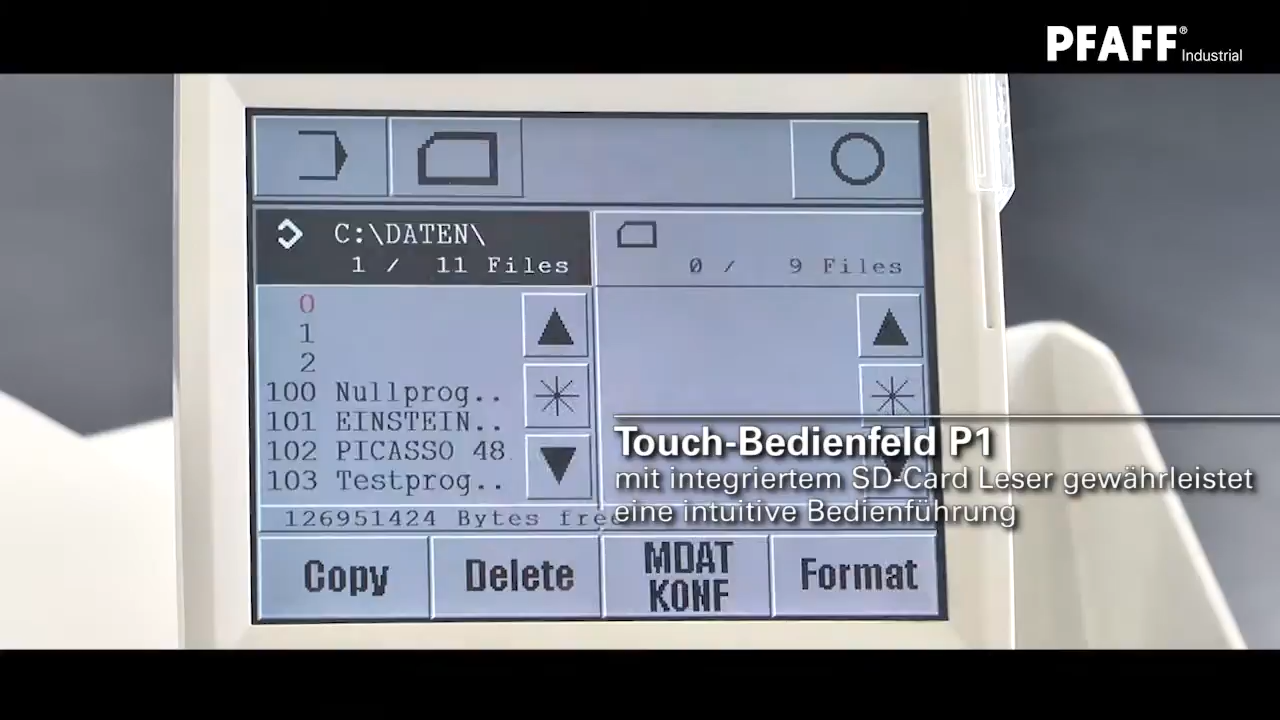 PFAFF® Industrial
C:\DATEN\
1 / 11 Files
0 / 9 Files
0
1
2
100 Nullprog..
101 EINSTEIN..
102 PICASSO 48
103 Testprog..
126951424 Bytes free
Touch-Bedienfeld P1
mit integriertem SD-Card Leser gewährleistet
eine intuitive Bedienführung
Copy
Delete
MDAT
KONF
Format